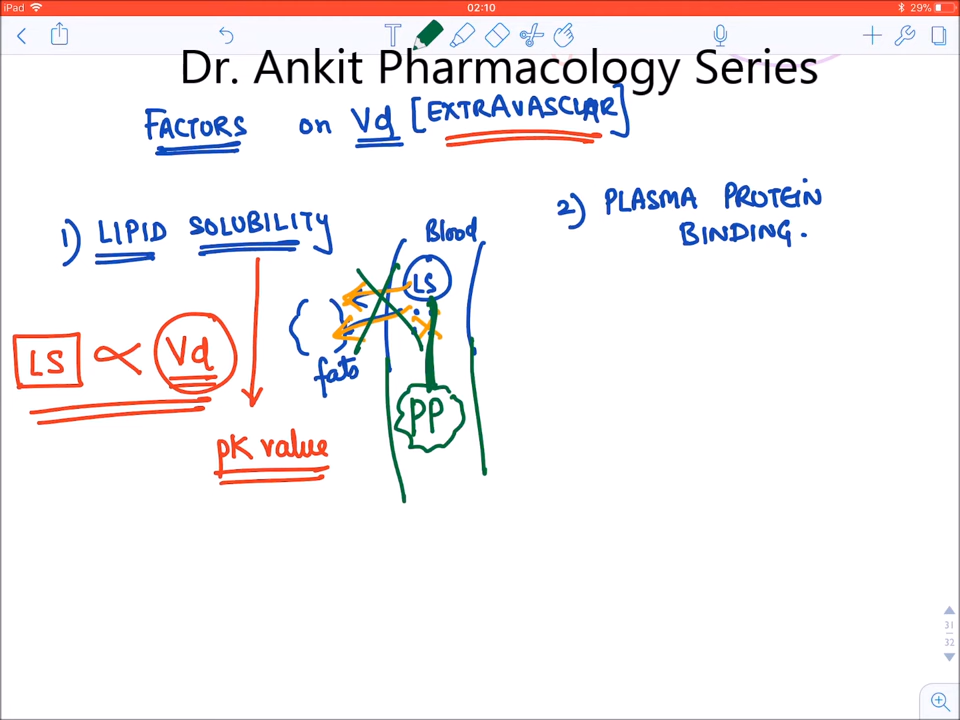 iPad 02:10 29%
T
Dr. Ankit Pharmacology Series
FACTORS on Vd [EXTRAVASCLAR]
1) LIPID SOLUBILITY
2) PLASMA PROTEIN
BINDING.
Blood
LS
LS ∝ Vd
fats
PP
pK value
31
32